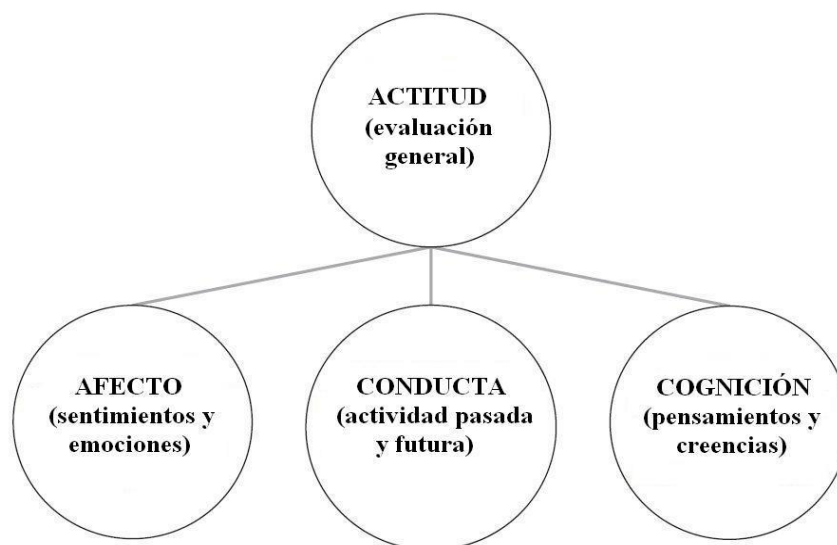 ACTITUD
(evaluación
general)
AFECTO
(sentimientos y
emociones)
CONDUCTA
(actividad pasada
y futura)
COGNICIÓN
(pensamientos y
creencias)